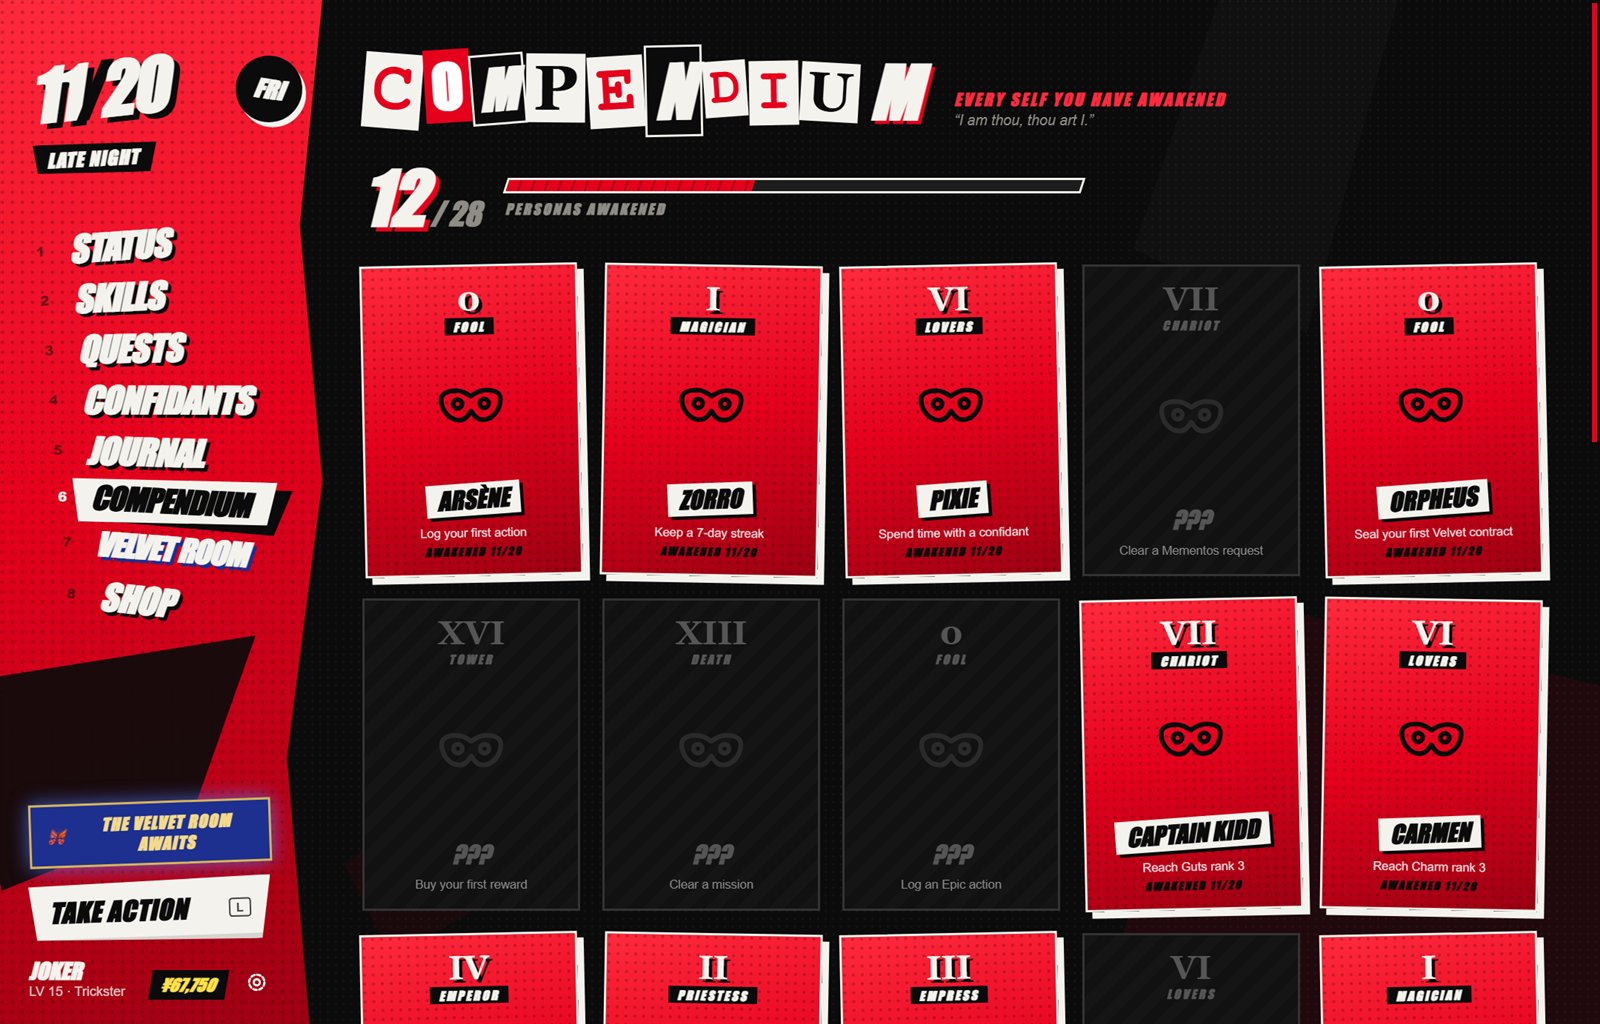 11/20
FRI
LATE NIGHT
1 STATUS
2 SKILLS
3 QUESTS
4 CONFIDANTS
5 JOURNAL
6 COMPENDIUM
7 VELVET ROOM
8 SHOP
THE VELVET ROOM
AWAITS
TAKE ACTION L
JOKER
LV 15 · Trickster
¥67,750
COMPENDIUM
EVERY SELF YOU HAVE AWAKENED
“I am thou, thou art I.”
12/28
PERSONAS AWAKENED
0
FOOL
ARSÈNE
Log your first action
AWAKENED 11/20
I
MAGICIAN
ZORRO
Keep a 7-day streak
AWAKENED 11/20
VI
LOVERS
PIXIE
Spend time with a confidant
AWAKENED 11/20
VII
CHARIOT
???
Clear a Mementos request
0
FOOL
ORPHEUS
Seal your first Velvet contract
AWAKENED 11/20
XVI
TOWER
???
Buy your first reward
XIII
DEATH
???
Clear a mission
0
FOOL
???
Log an Epic action
VII
CHARIOT
CAPTAIN KIDD
Reach Guts rank 3
AWAKENED 11/20
VI
LOVERS
CARMEN
Reach Charm rank 3
AWAKENED 11/20
IV
EMPEROR
II
PRIESTESS
III
EMPRESS
VI
LOVERS
I
MAGICIAN